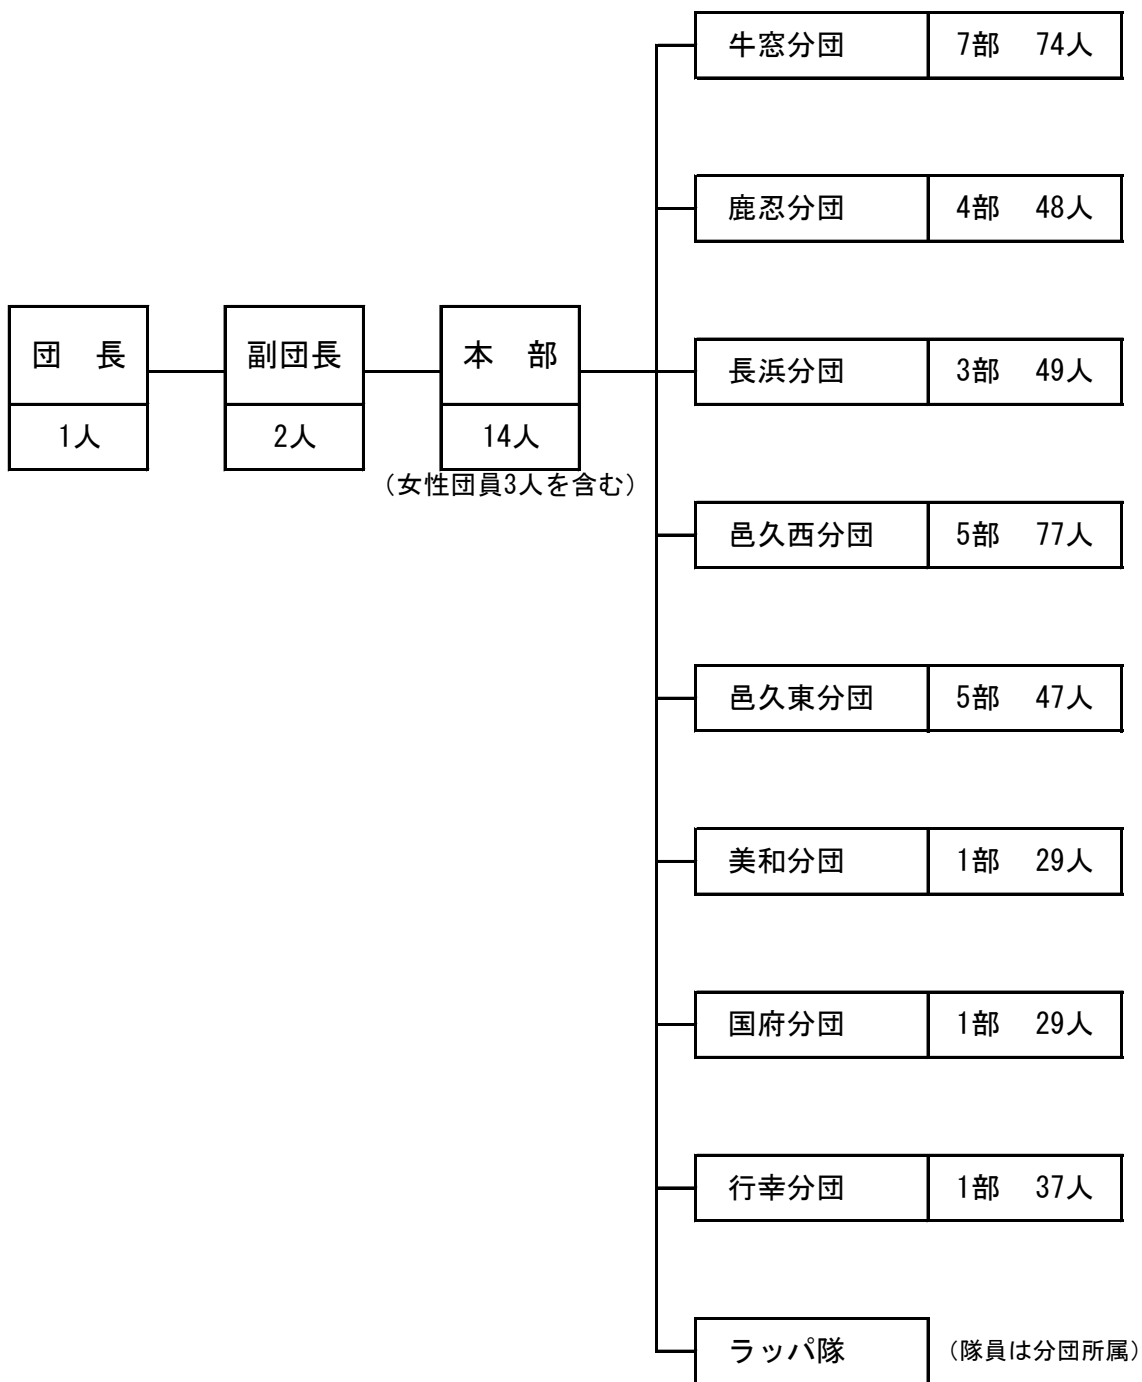 牛窓分団 7部 74人
鹿忍分団 4部 48人
団 長 副団長 本 部 長浜分団 3部 49人
1人 2人 14人
（女性団員3人を含む）
邑久西分団 5部 77人
邑久東分団 5部 47人
美和分団 1部 29人
国府分団 1部 29人
行幸分団 1部 37人
ラッパ隊 （隊員は分団所属）